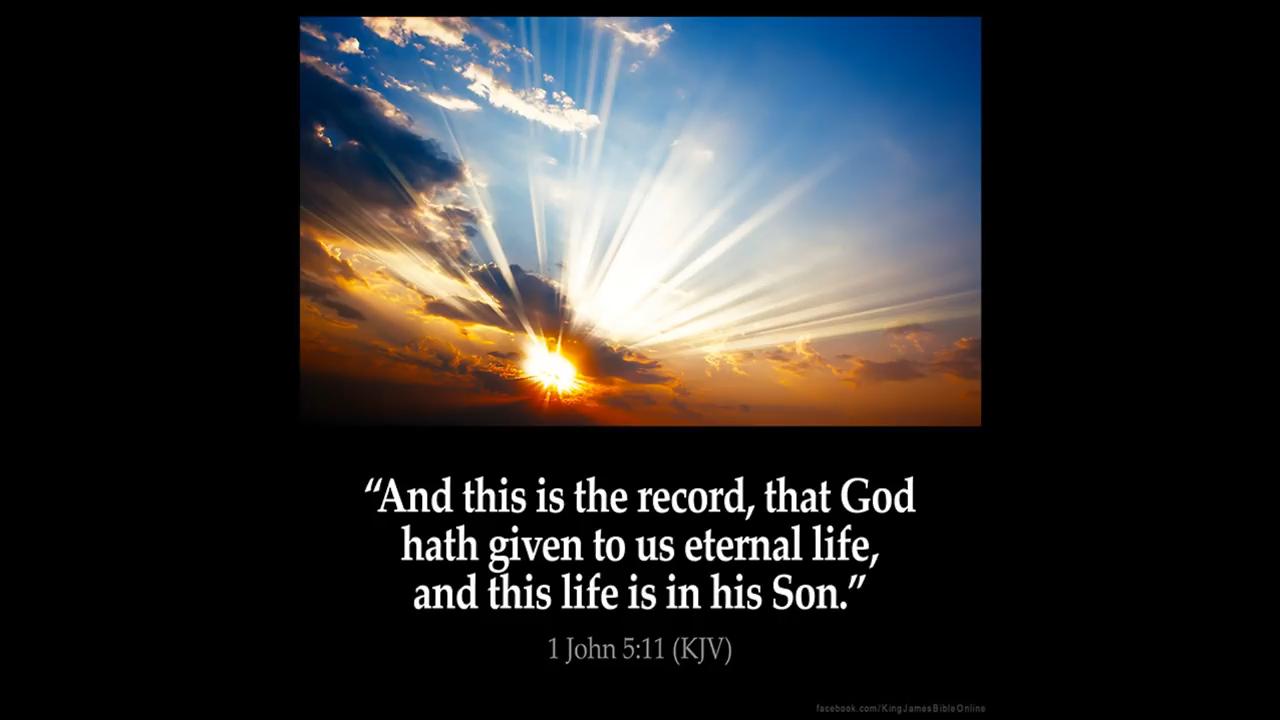 “And this is the record, that God
hath given to us eternal life,
and this life is in his Son.”
1 John 5:11 (KJV)
facebook.com/KingJamesBibleOnline